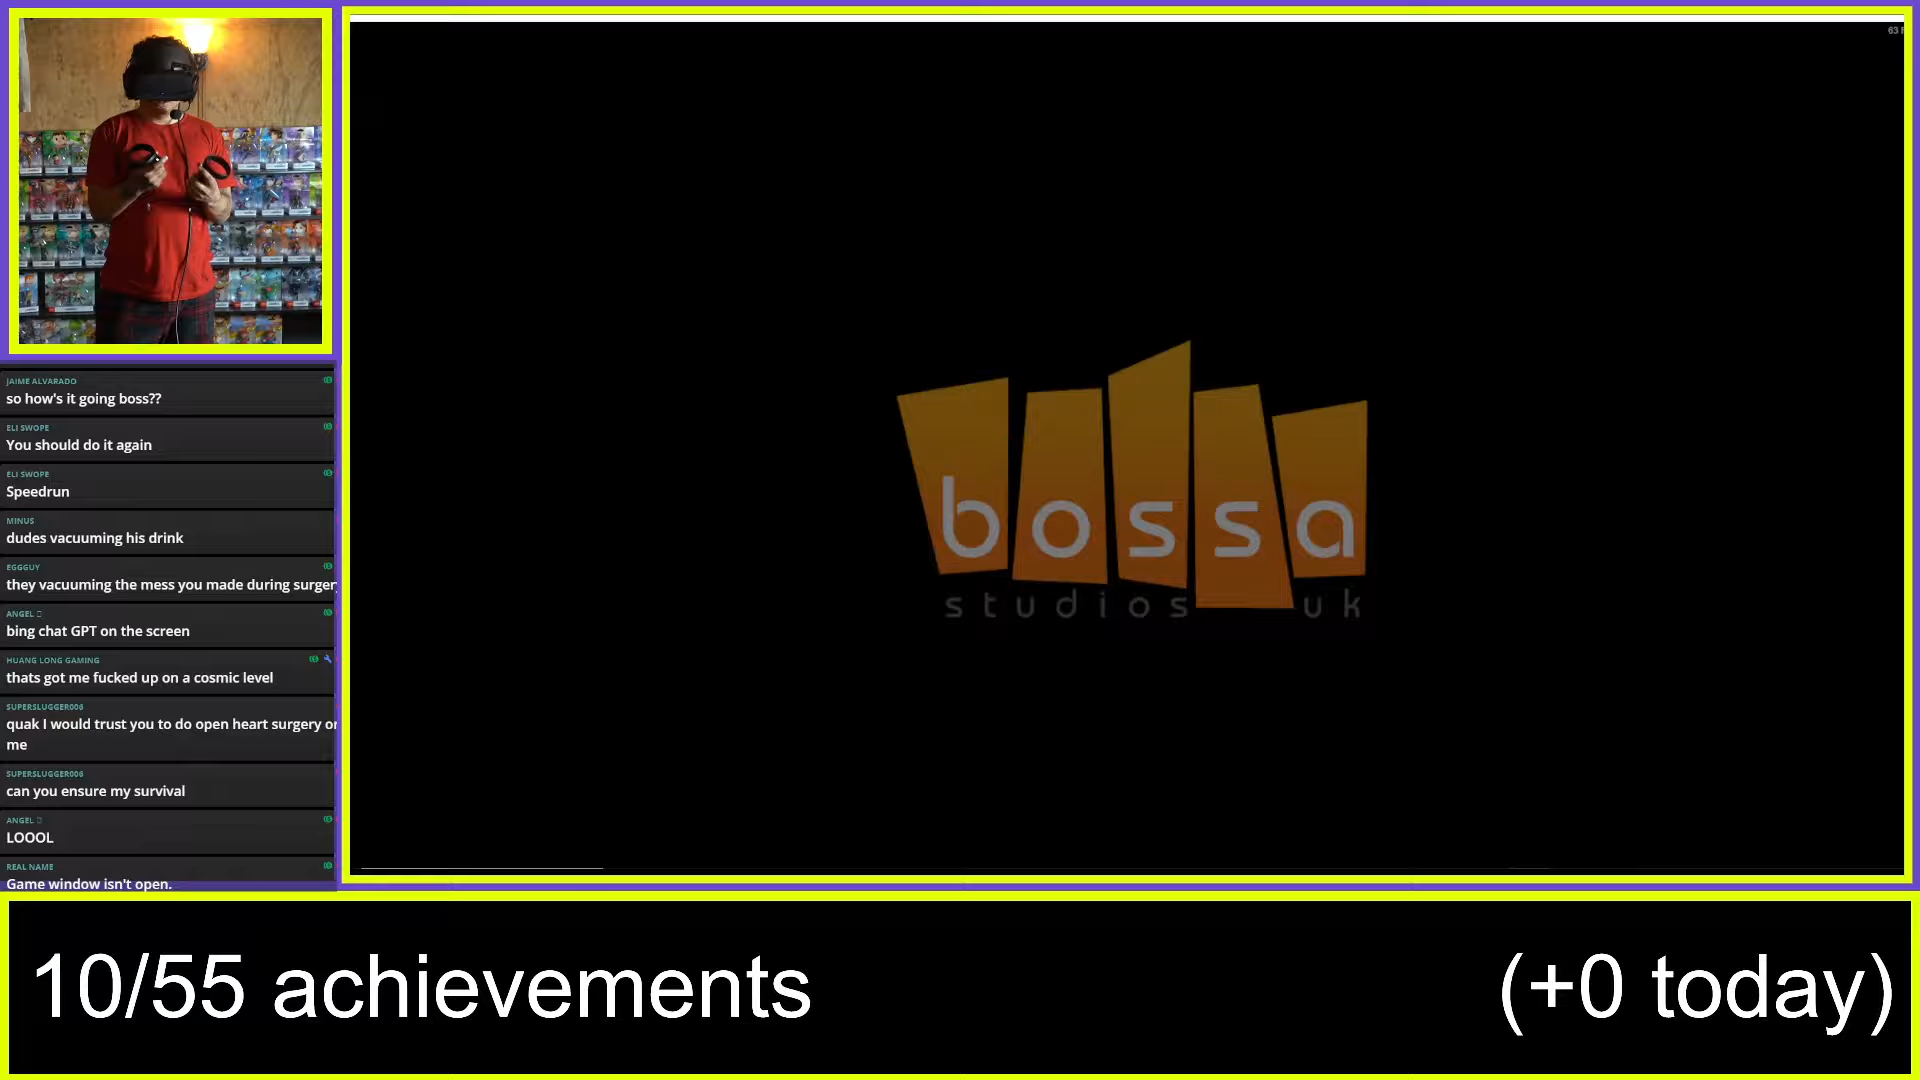 63
JAIME ALVARADO
so how's it going boss??
ELI SWOPE
You should do it again
ELI SWOPE
Speedrun
MINUS
dudes vacuuming his drink
EGGGUY
they vacuuming the mess you made during surger
ANGEL
bing chat GPT on the screen
HUANG LONG GAMING
thats got me fucked up on a cosmic level
SUPERSLUGGER006
quak I would trust you to do open heart surgery on
me
SUPERSLUGGER006
can you ensure my survival
ANGEL
LOOOL
REAL NAME
Game window isn't open.
bossa
studios uk
10/55 achievements
(+0 today)